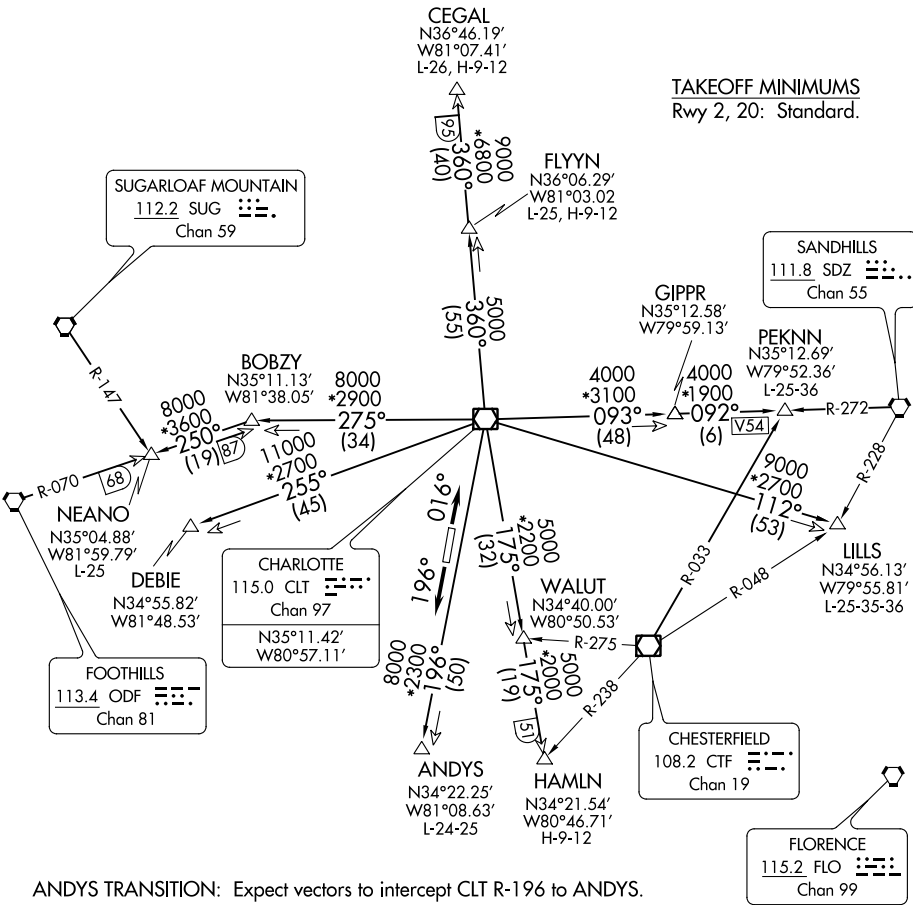 CEGAL
N36°46.19'
W81°07.41'
L-26, H-9-12
TAKEOFF MINIMUMS
Rwy 2, 20: Standard.
95
9000
*6800
360°
(40)
FLYYN
N36°06.29'
W81°03.02
L-25, H-9-12
SUGARLOAF MOUNTAIN
112.2 SUG
Chan 59
SANDHILLS
111.8 SDZ
Chan 55
5000
360°
(55)
GIPPR
N35°12.58'
W79°59.13'
PEKNN
N35°12.69'
W79°52.36'
L-25-36
R-147
BOBZY
N35°11.13'
W81°38.05'
8000
*2900
275°
(34)
4000
*3100
093°
(48)
4000
*1900
092°
(6)
V54
R-272
R-228
8000
*3600
250°
(19)
87
R-070
68
11000
*2700
255°
(45)
9000
*2700
112°
(53)
NEANO
N35°04.88'
W81°59.79'
L-25
DEBIE
N34°55.82'
W81°48.53'
CHARLOTTE
115.0 CLT
Chan 97
N35°11.42'
W80°57.11'
016°
196°
5000
*2200
175°
(32)
WALUT
N34°40.00'
W80°50.53'
R-033
R-048
LILLS
N34°56.13'
W79°55.81'
L-25-35-36
R-275
R-238
FOOTHILLS
113.4 ODF
Chan 81
8000
*2300
196°
(50)
5000
*2000
175°
(19)
51
CHESTERFIELD
108.2 CTF
Chan 19
ANDYS
N34°22.25'
W81°08.63'
L-24-25
HAMLN
N34°21.54'
W80°46.71'
H-9-12
FLORENCE
115.2 FLO
Chan 99
ANDYS TRANSITION: Expect vectors to intercept CLT R-196 to ANDYS.